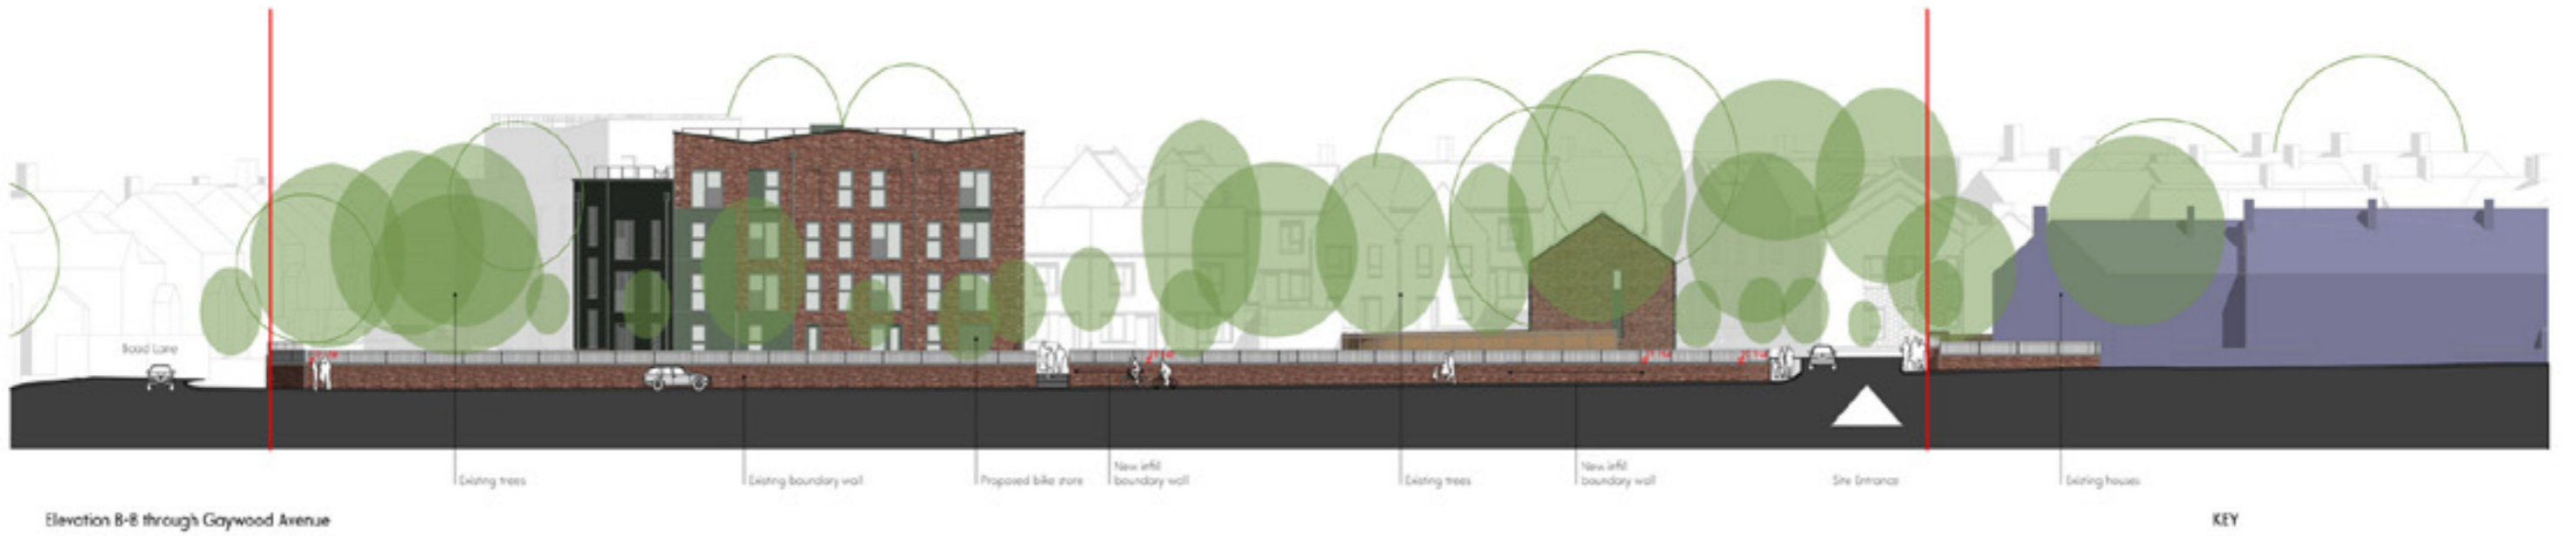 Road Lane
Existing trees
Existing boundary wall
Proposed bike store
New infill
boundary wall
Existing trees
New infill
boundary wall
Site Entrance
Existing houses
Elevation B-B through Gaywood Avenue
KEY